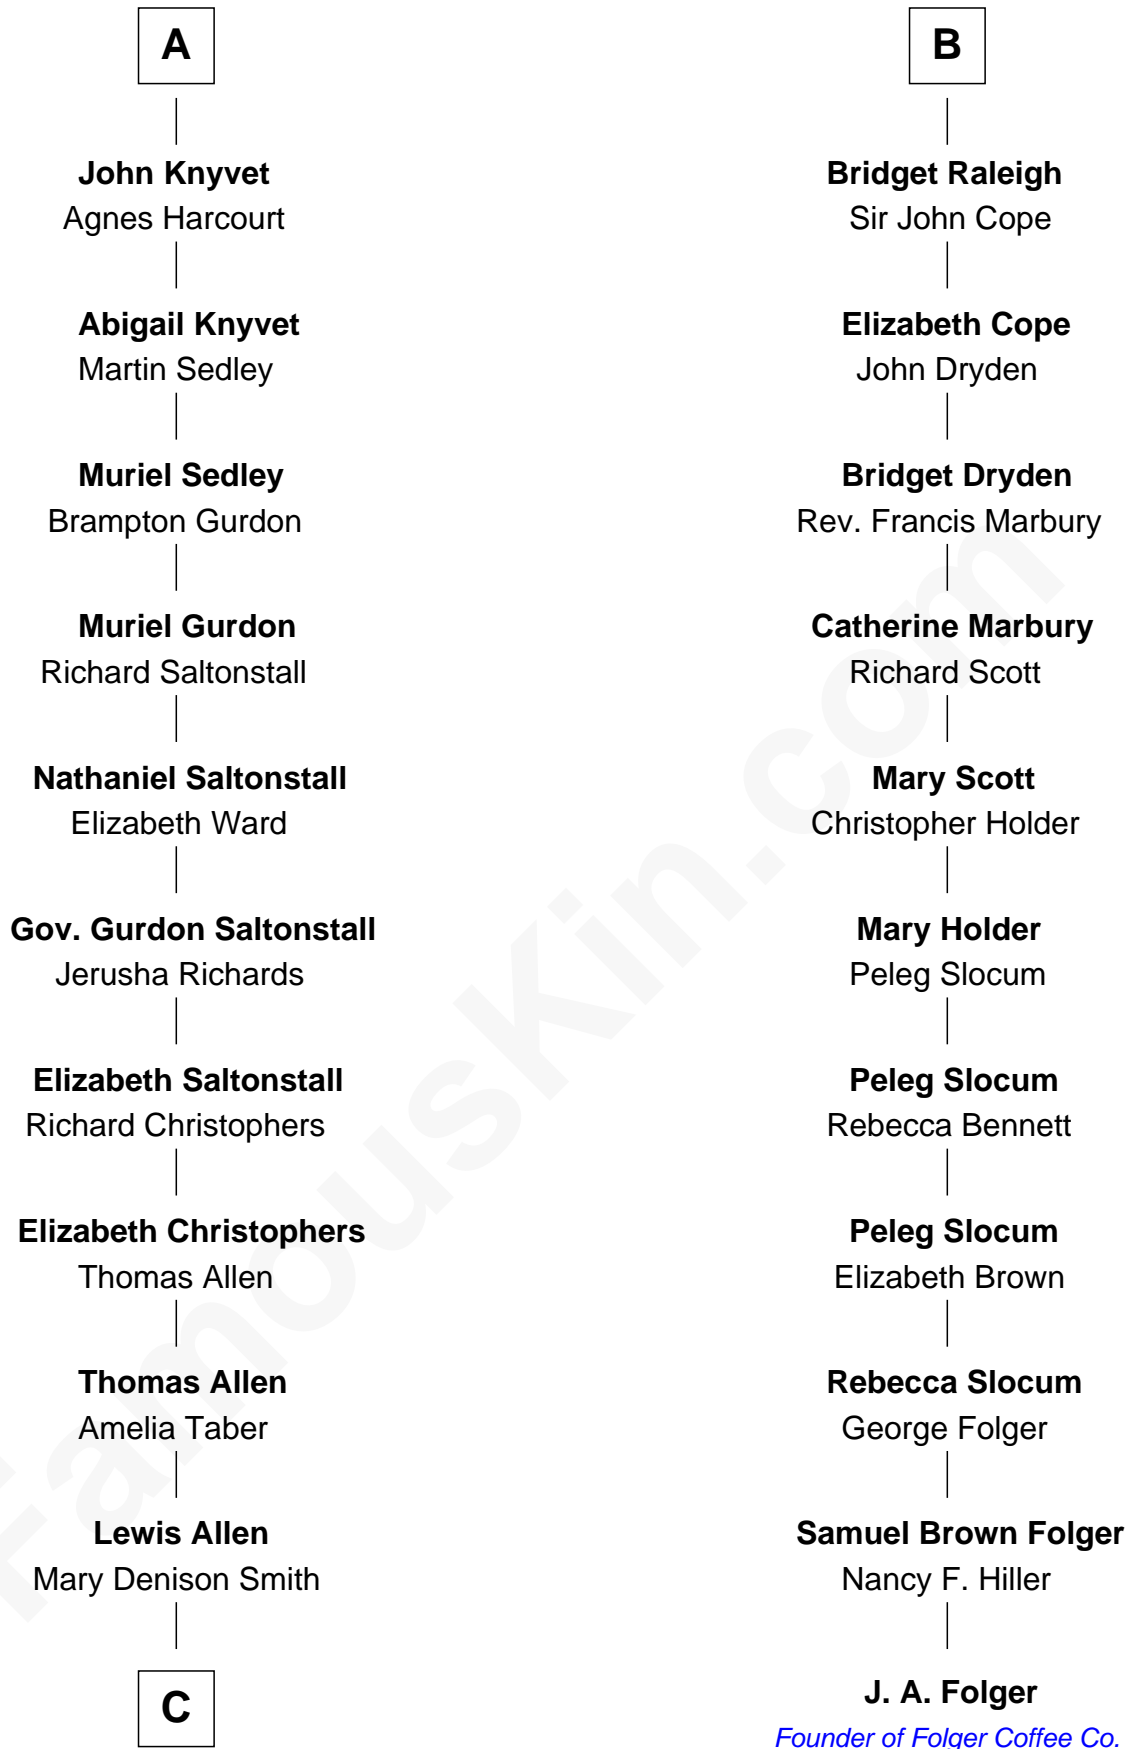 A
John Knyvet
Agnes Harcourt
Abigail Knyvet
Martin Sedley
Muriel Sedley
Brampton Gurdon
Muriel Gurdon
Richard Saltonstall
Nathaniel Saltonstall
Elizabeth Ward
Gov. Gurdon Saltonstall
Jerusha Richards
Elizabeth Saltonstall
Richard Christophers
Elizabeth Christophers
Thomas Allen
Thomas Allen
Amelia Taber
Lewis Allen
Mary Denison Smith
C
B
Bridget Raleigh
Sir John Cope
Elizabeth Cope
John Dryden
Bridget Dryden
Rev. Francis Marbury
Catherine Marbury
Richard Scott
Mary Scott
Christopher Holder
Mary Holder
Peleg Slocum
Peleg Slocum
Rebecca Bennett
Peleg Slocum
Elizabeth Brown
Rebecca Slocum
George Folger
Samuel Brown Folger
Nancy F. Hiller
J. A. Folger
Founder of Folger Coffee Co.
FamousKin.com